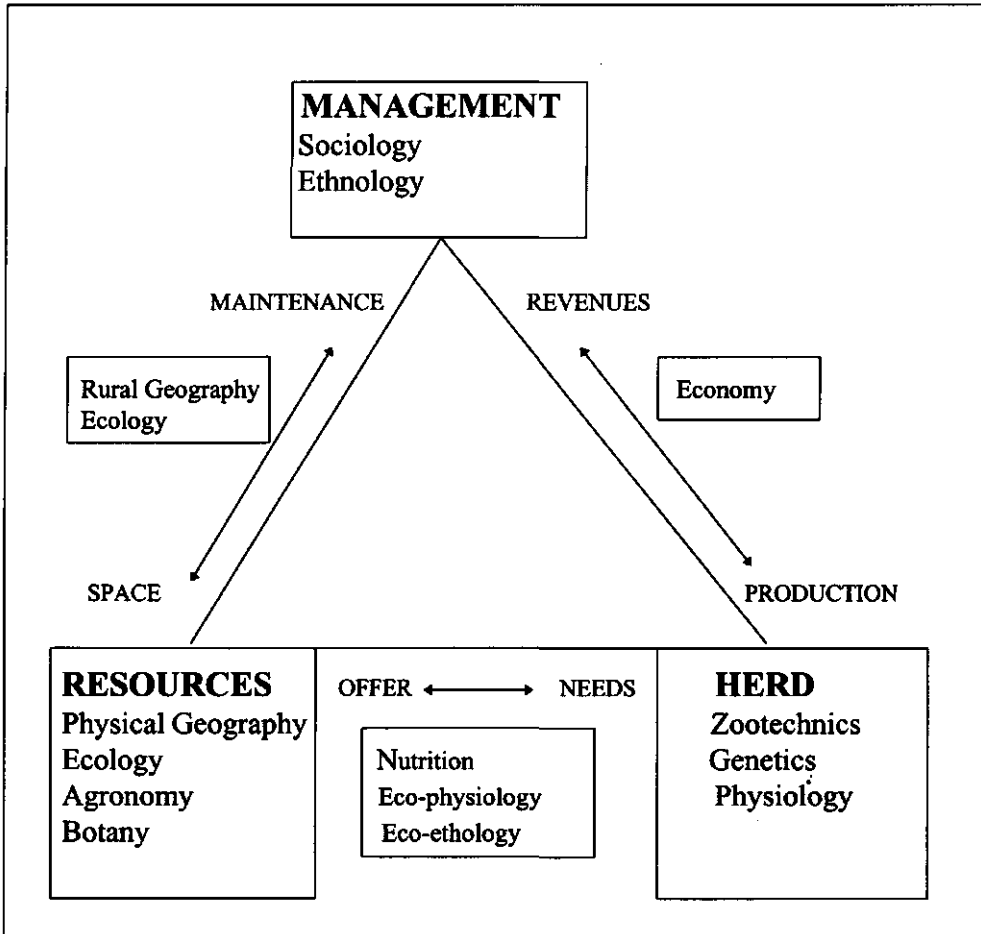 MANAGEMENT
Sociology
Ethnology
MAINTENANCE
REVENUES
Rural Geography
Ecology
Economy
SPACE
PRODUCTION
RESOURCES
Physical Geography
Ecology
Agronomy
Botany
OFFER
NEEDS
Nutrition
Eco-physiology
Eco-ethology
HERD
Zootechnics
Genetics
Physiology